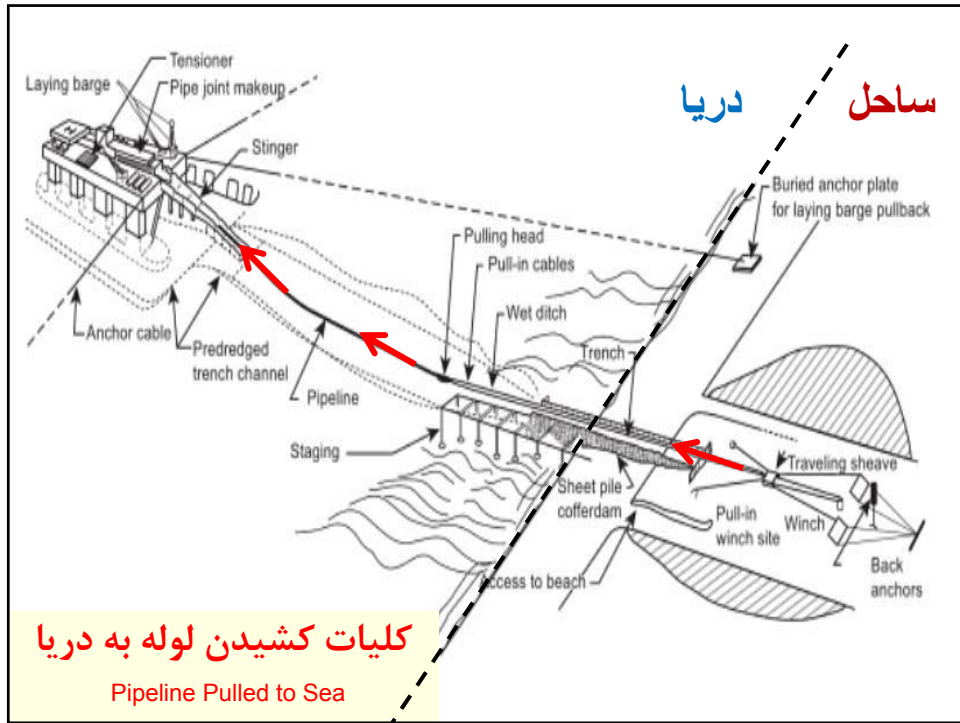 Tensioner
Laying barge
Pipe joint makeup
Stinger
دریا
ساحل
Buried anchor plate
for laying barge pullback
Pulling head
Pull-in cables
Wet ditch
Trench
Anchor cable
Predredged
trench channel
Pipeline
Staging
Sheet pile
cofferdam
Traveling sheave
Pull-in
winch site
Winch
Back
anchors
Access to beach
کلیات کشیدن لوله به دریا
Pipeline Pulled to Sea